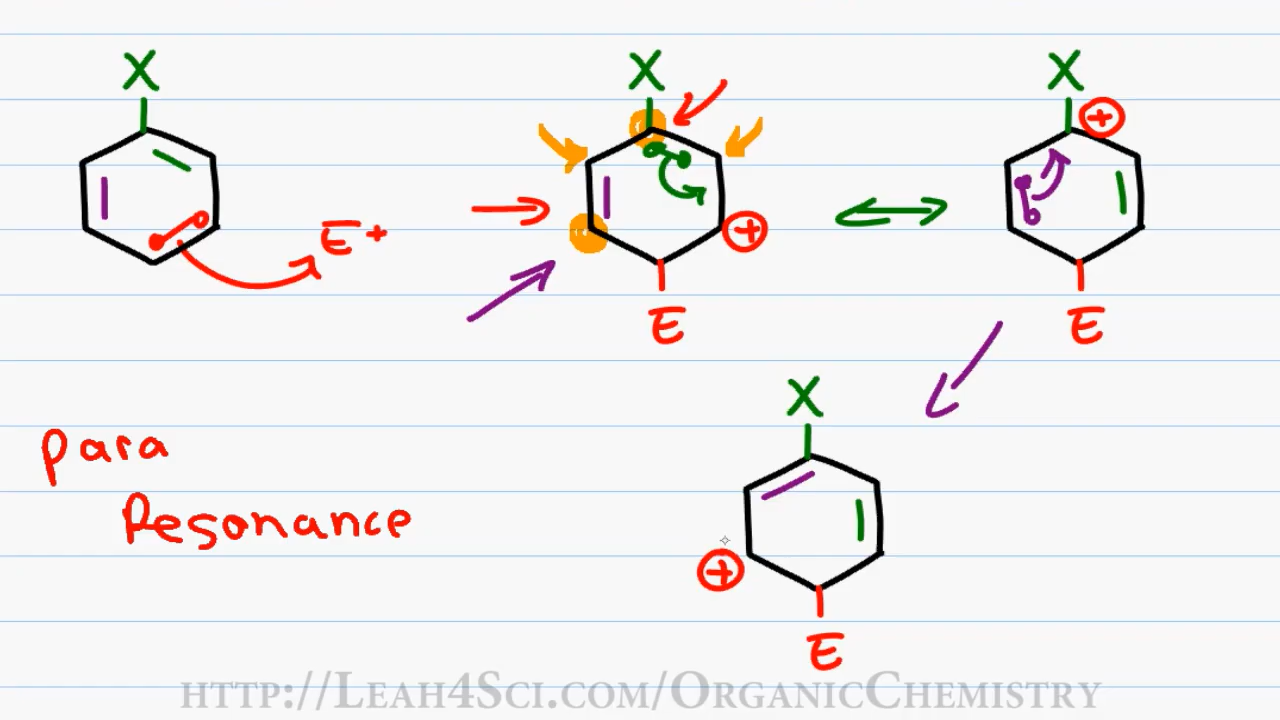 X X X
E+
+ +
E E
X
para
Resonance
+
E
HTTP://LEAH4SCI.COM/ORGANICCHEMISTRY